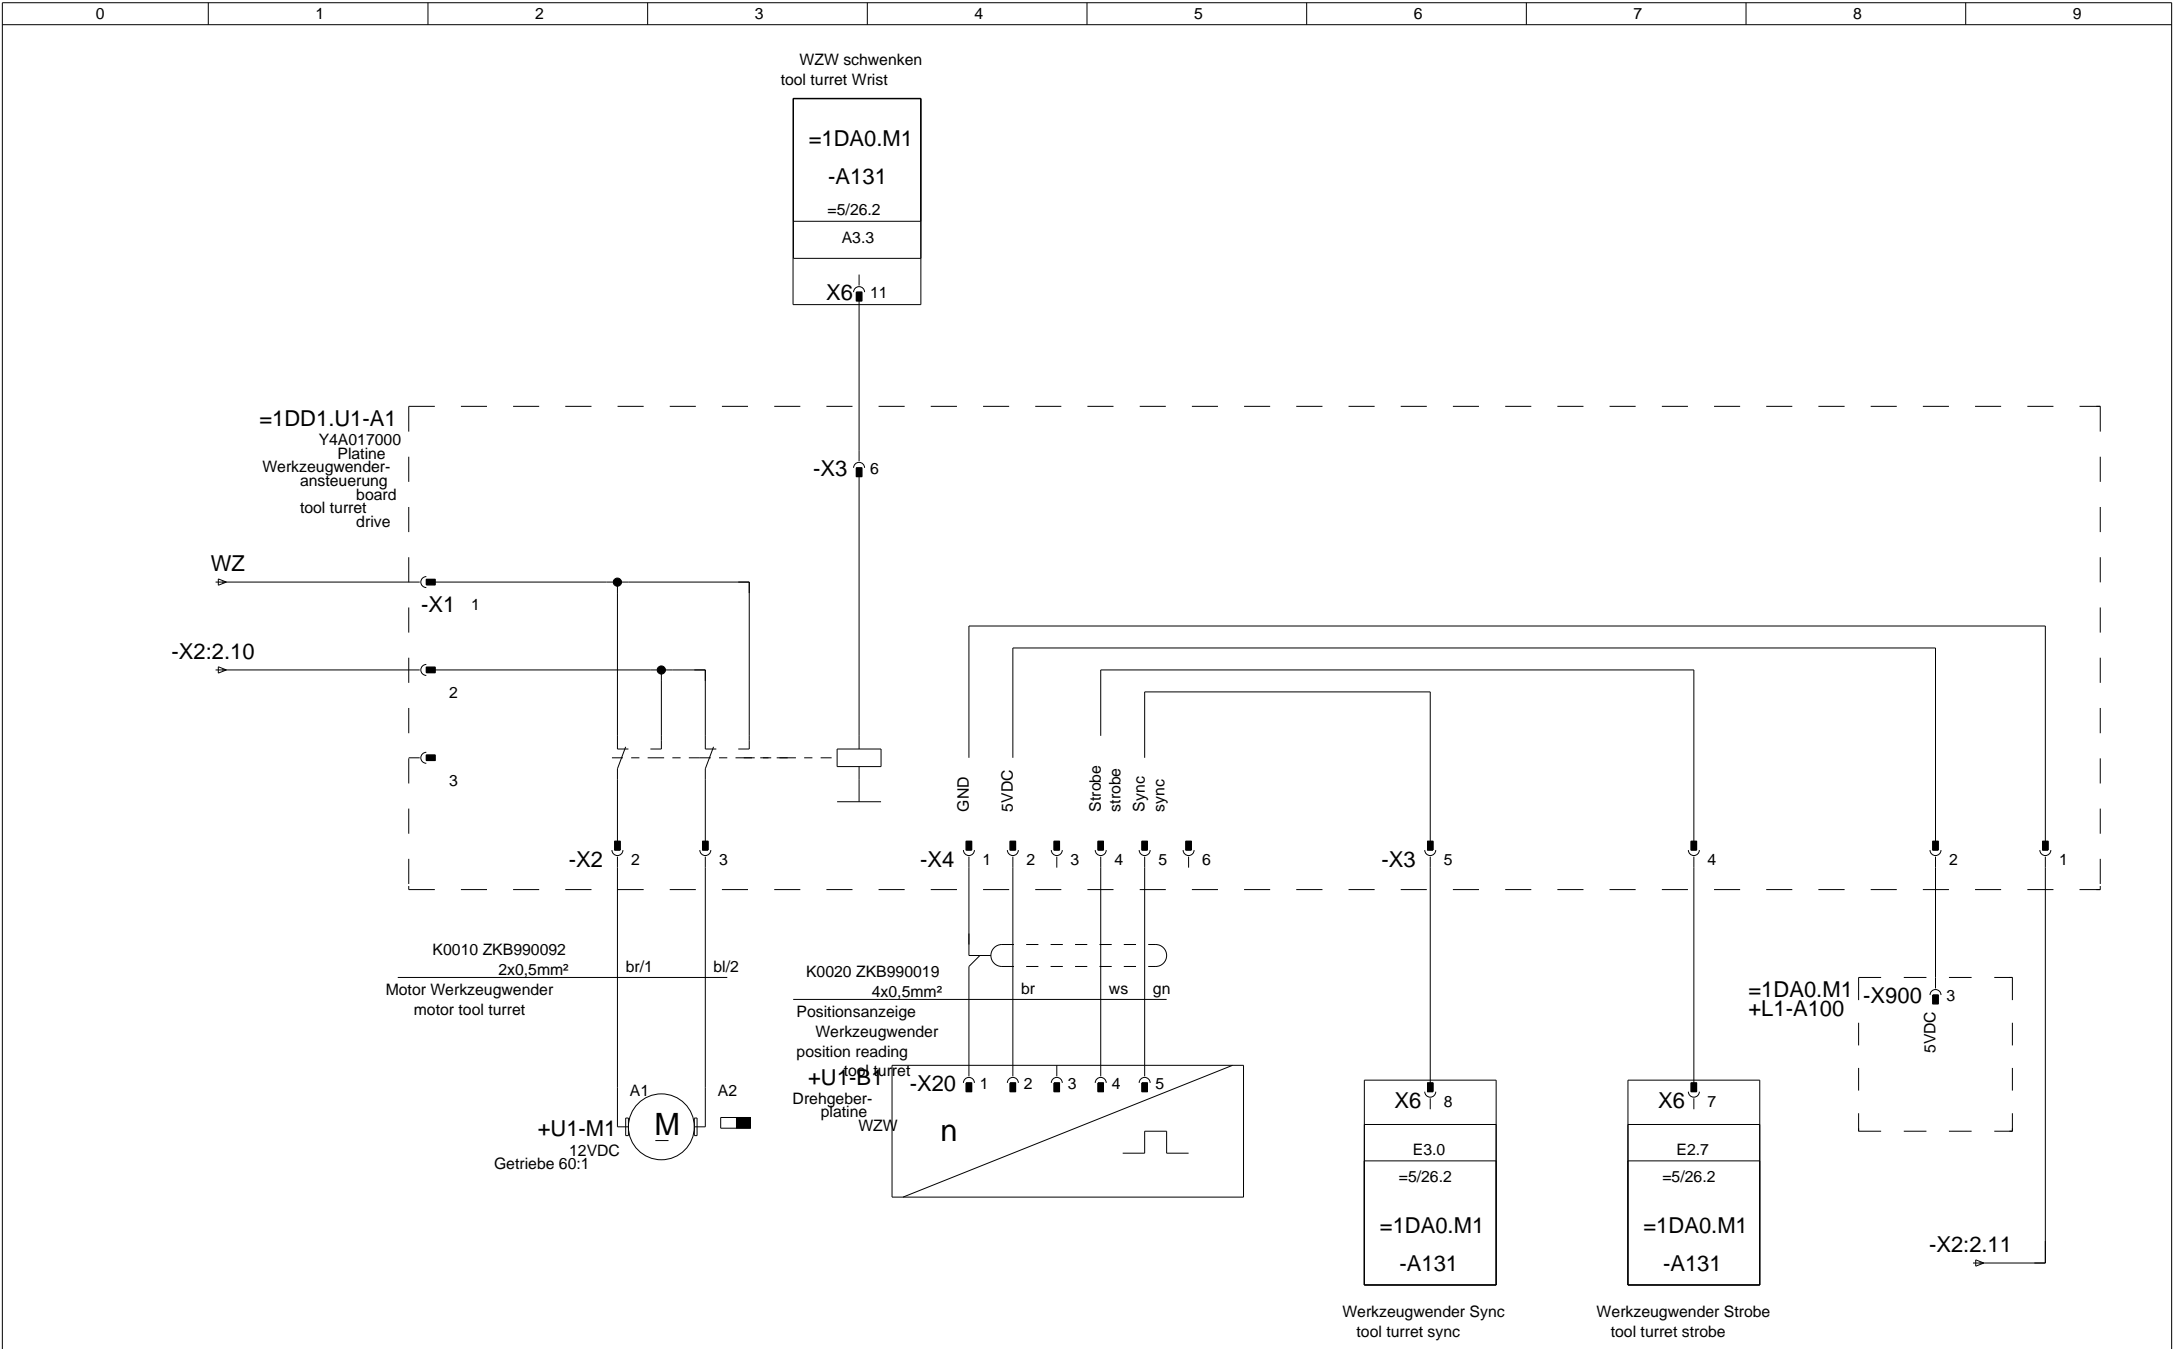 0 1 2 3 4 5 6 7 8 9
WZW schwenken
tool turret Wrist
=1DA0.M1
-A131
=5/26.2
A3.3
X6 11
=1DD1.U1-A1
Y4A017000
Platine
Werkzeugwender-
ansteuerung
board
tool turret
drive
-X3 6
WZ
-X1 1
-X2:2.10
2
3
GND
5VDC
Strobe
strobe
Sync
sync
-X2 2 3
-X4 1 2 3 4 5 6
-X3 5 4 2 1
K0010 ZKB990092
2x0,5mm²
br/1 bl/2
Motor Werkzeugwender
motor tool turret
K0020 ZKB990019
4x0,5mm²
br ws gn
Positionsanzeige
Werkzeugwender
position reading
tool turret
=1DA0.M1
+L1-A100
-X900 3
5VDC
A1 A2
+U1-M1
12VDC
Getriebe 60:1
M
+U1-B1
Drehgeber-
platine
WZW
-X20 1 2 3 4 5
n
X6 8
E3.0
=5/26.2
=1DA0.M1
-A131
Werkzeugwender Sync
tool turret sync
X6 7
E2.7
=5/26.2
=1DA0.M1
-A131
Werkzeugwender Strobe
tool turret strobe
-X2:2.11